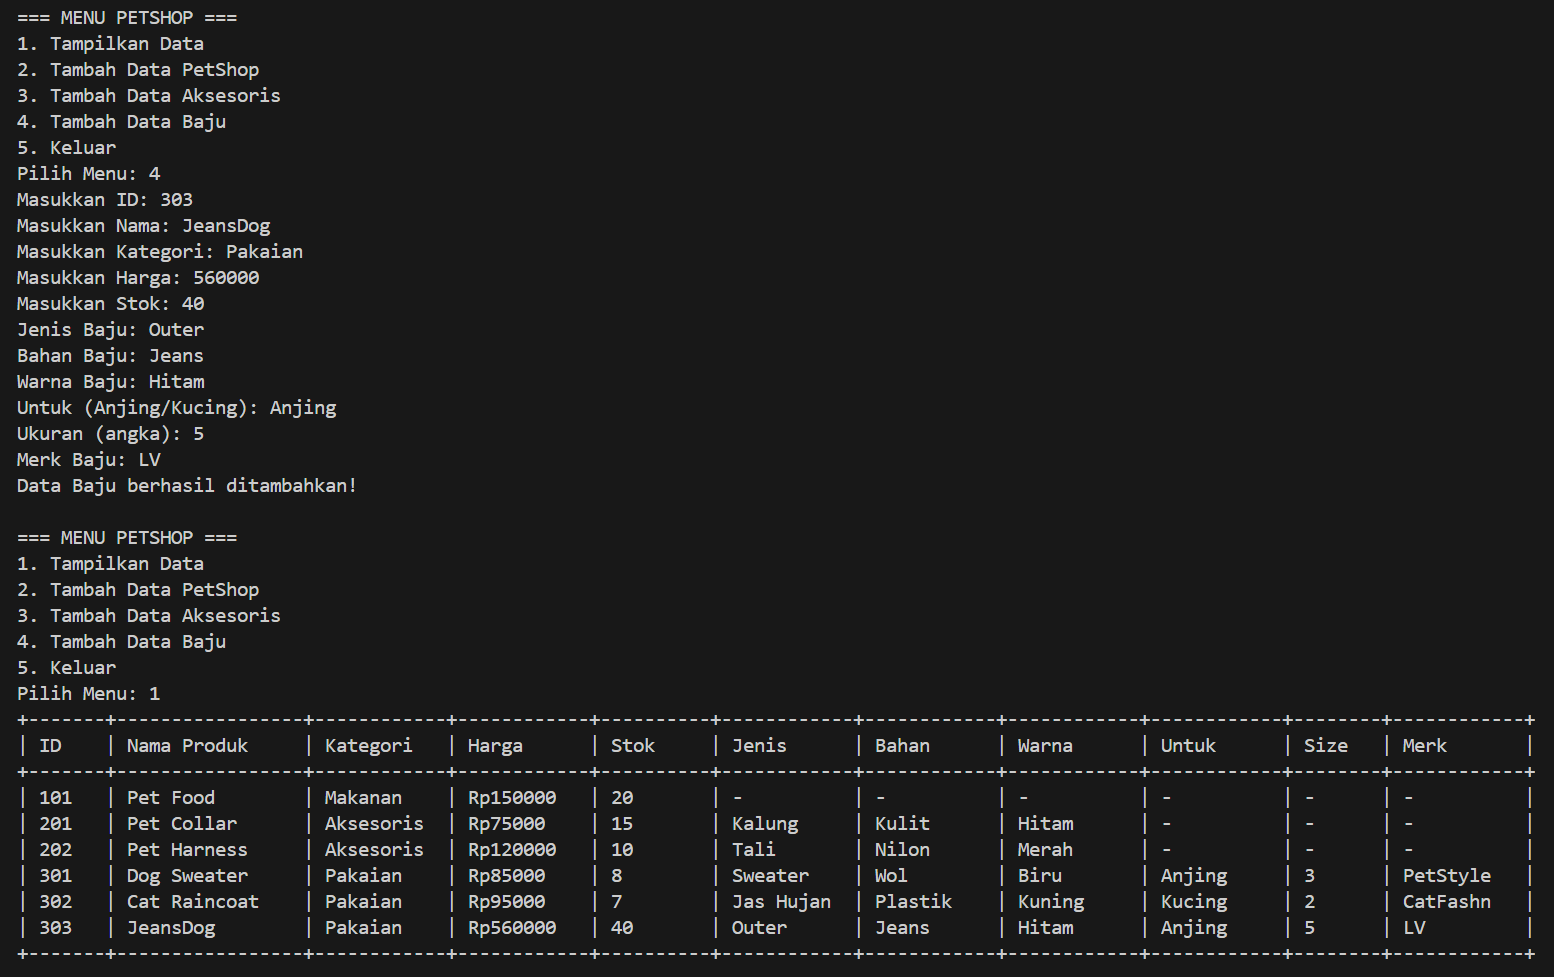 === MENU PETSHOP ===
1. Tampilkan Data
2. Tambah Data PetShop
3. Tambah Data Aksesoris
4. Tambah Data Baju
5. Keluar
Pilih Menu: 4
Masukkan ID: 303
Masukkan Nama: JeansDog
Masukkan Kategori: Pakaian
Masukkan Harga: 560000
Masukkan Stok: 40
Jenis Baju: Outer
Bahan Baju: Jeans
Warna Baju: Hitam
Untuk (Anjing/Kucing): Anjing
Ukuran (angka): 5
Merk Baju: LV
Data Baju berhasil ditambahkan!

=== MENU PETSHOP ===
1. Tampilkan Data
2. Tambah Data PetShop
3. Tambah Data Aksesoris
4. Tambah Data Baju
5. Keluar
Pilih Menu: 1
+-------+-----------------+------------+------------+----------+------------+------------+------------+------------+--------+------------+
| ID    | Nama Produk     | Kategori   | Harga      | Stok     | Jenis      | Bahan      | Warna      | Untuk      | Size   | Merk       |
+-------+-----------------+------------+------------+----------+------------+------------+------------+------------+--------+------------+
| 101   | Pet Food        | Makanan    | Rp150000   | 20       | -          | -          | -          | -          | -      | -          |
| 201   | Pet Collar      | Aksesoris  | Rp75000    | 15       | Kalung     | Kulit      | Hitam      | -          | -      | -          |
| 202   | Pet Harness     | Aksesoris  | Rp120000   | 10       | Tali       | Nilon      | Merah      | -          | -      | -          |
| 301   | Dog Sweater     | Pakaian    | Rp85000    | 8        | Sweater    | Wol        | Biru       | Anjing     | 3      | PetStyle   |
| 302   | Cat Raincoat    | Pakaian    | Rp95000    | 7        | Jas Hujan  | Plastik    | Kuning     | Kucing     | 2      | CatFashn   |
| 303   | JeansDog        | Pakaian    | Rp560000   | 40       | Outer      | Jeans      | Hitam      | Anjing     | 5      | LV         |
+-------+-----------------+------------+------------+----------+------------+------------+------------+------------+--------+------------+